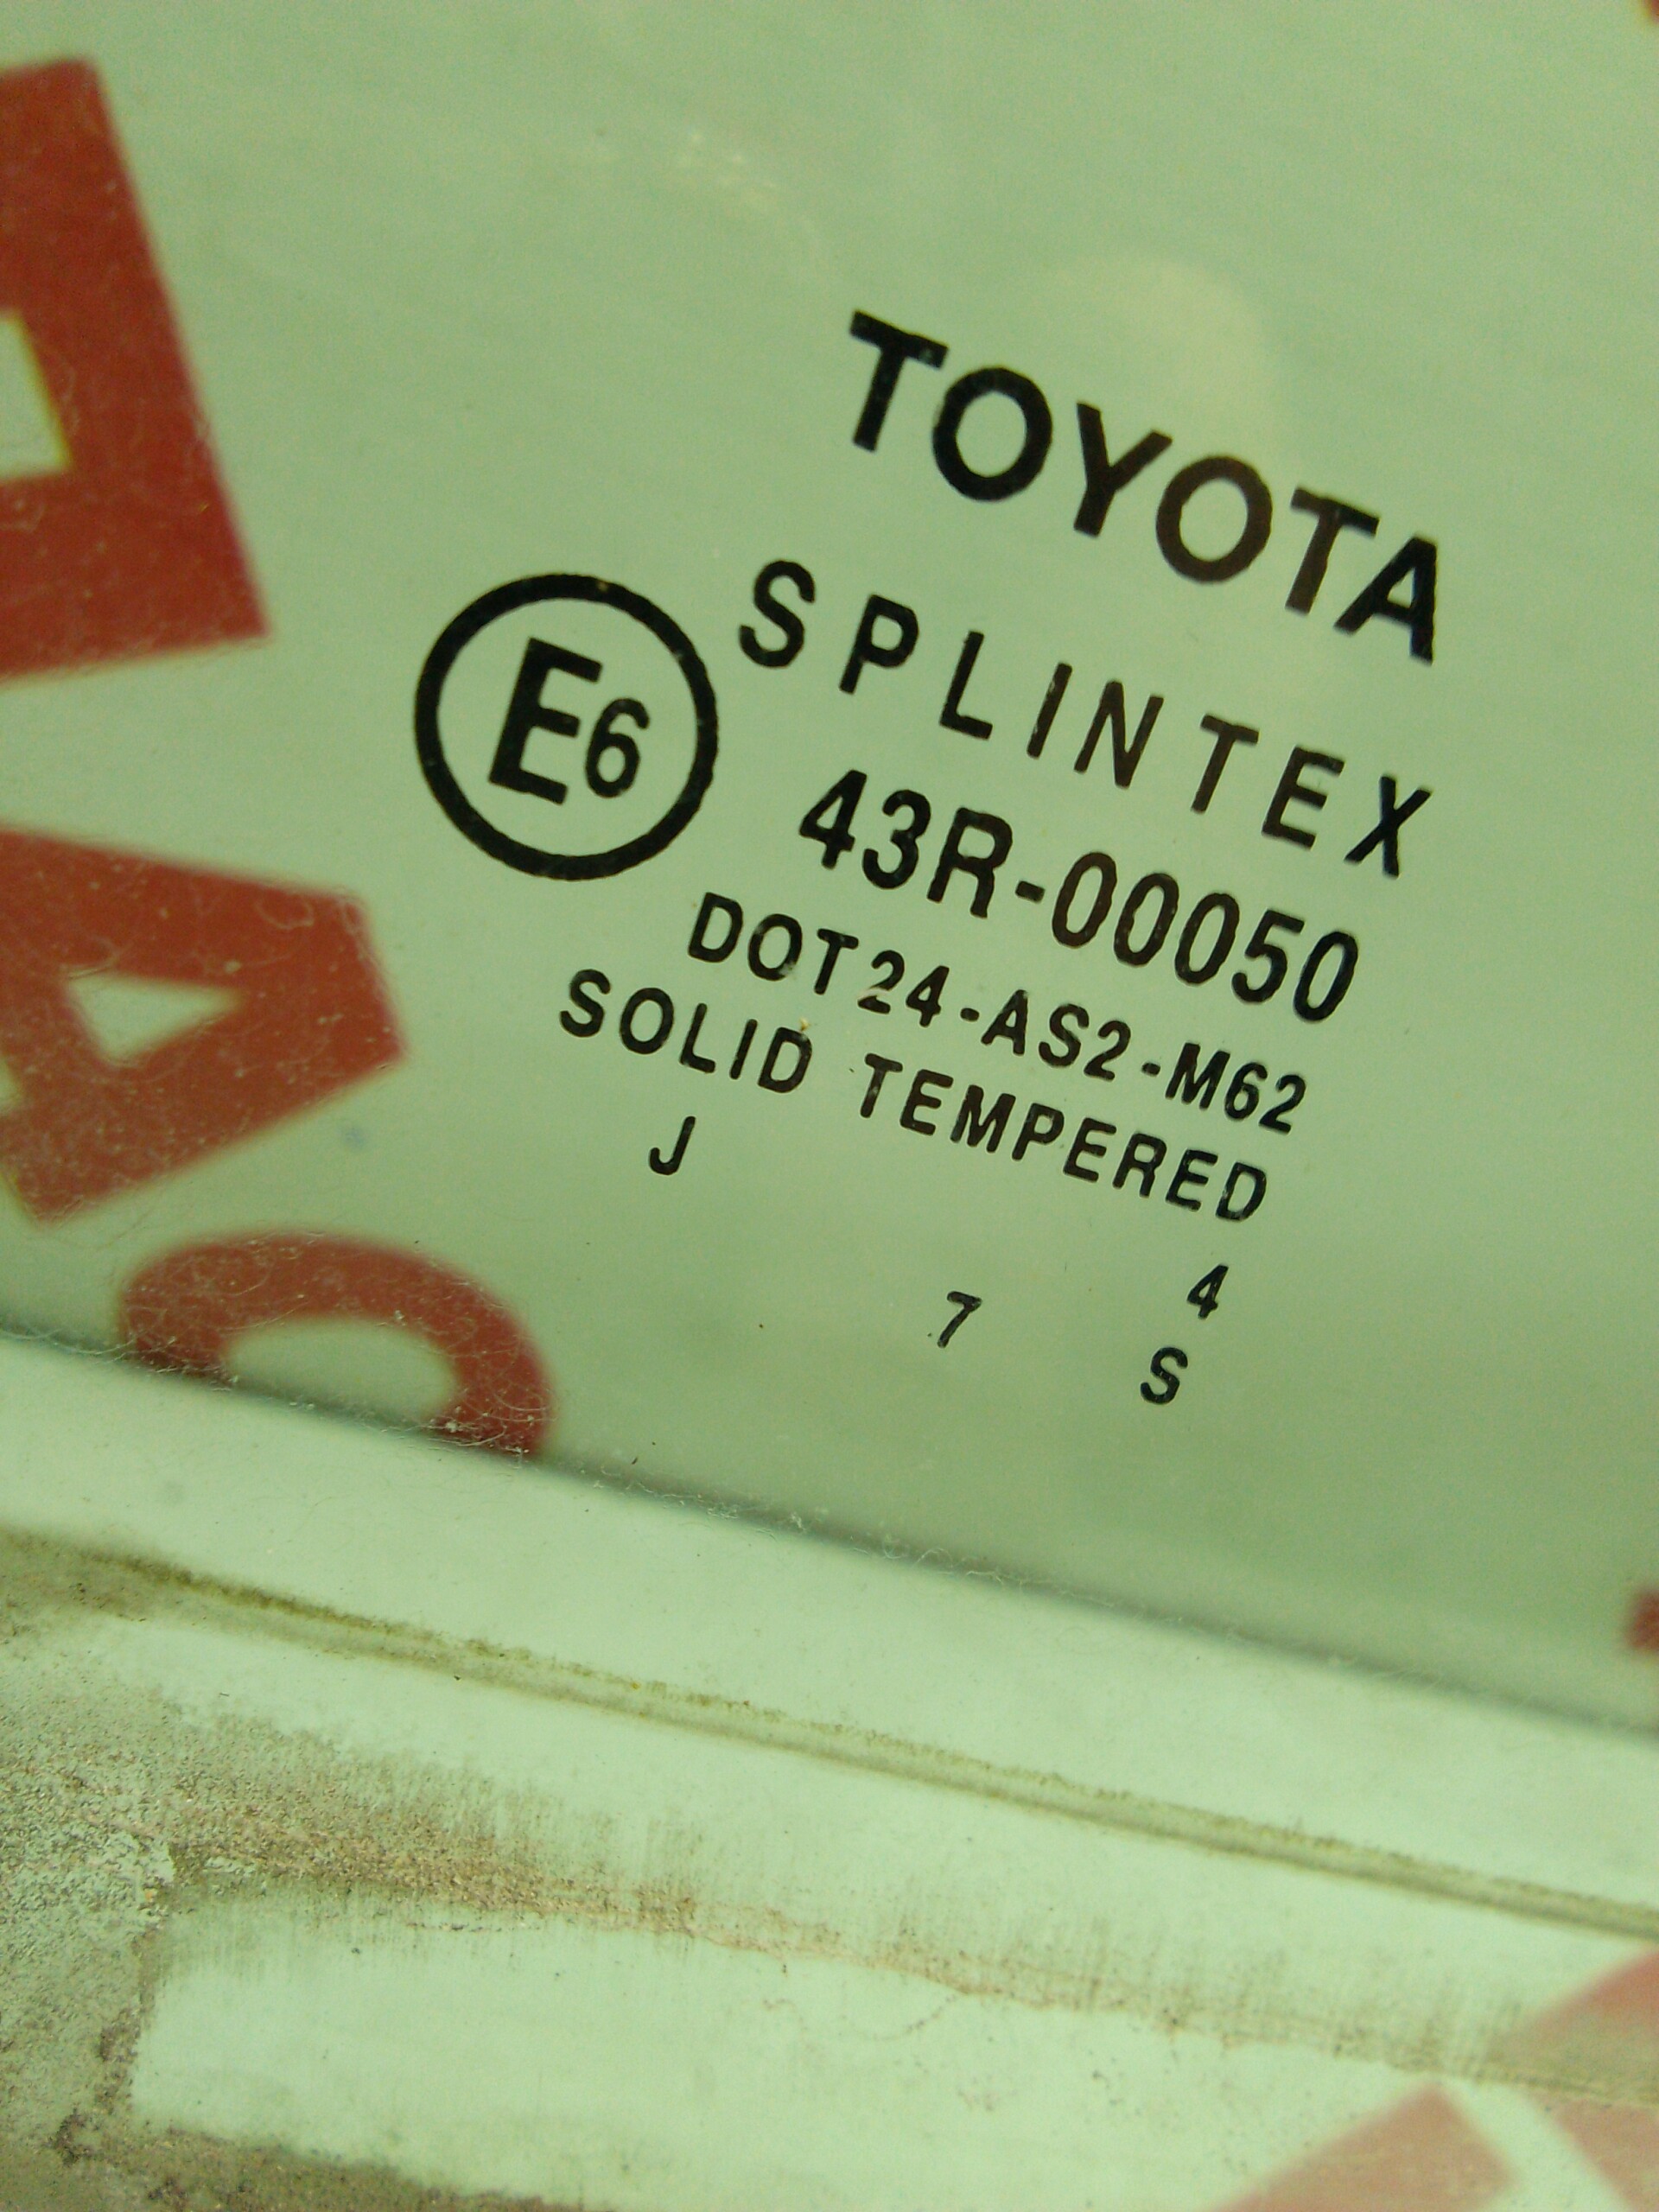 TOYOTA
SPLINTEX
E6
43R-00050
DOT24-AS2-M62
SOLID TEMPERED
J
4
7
S